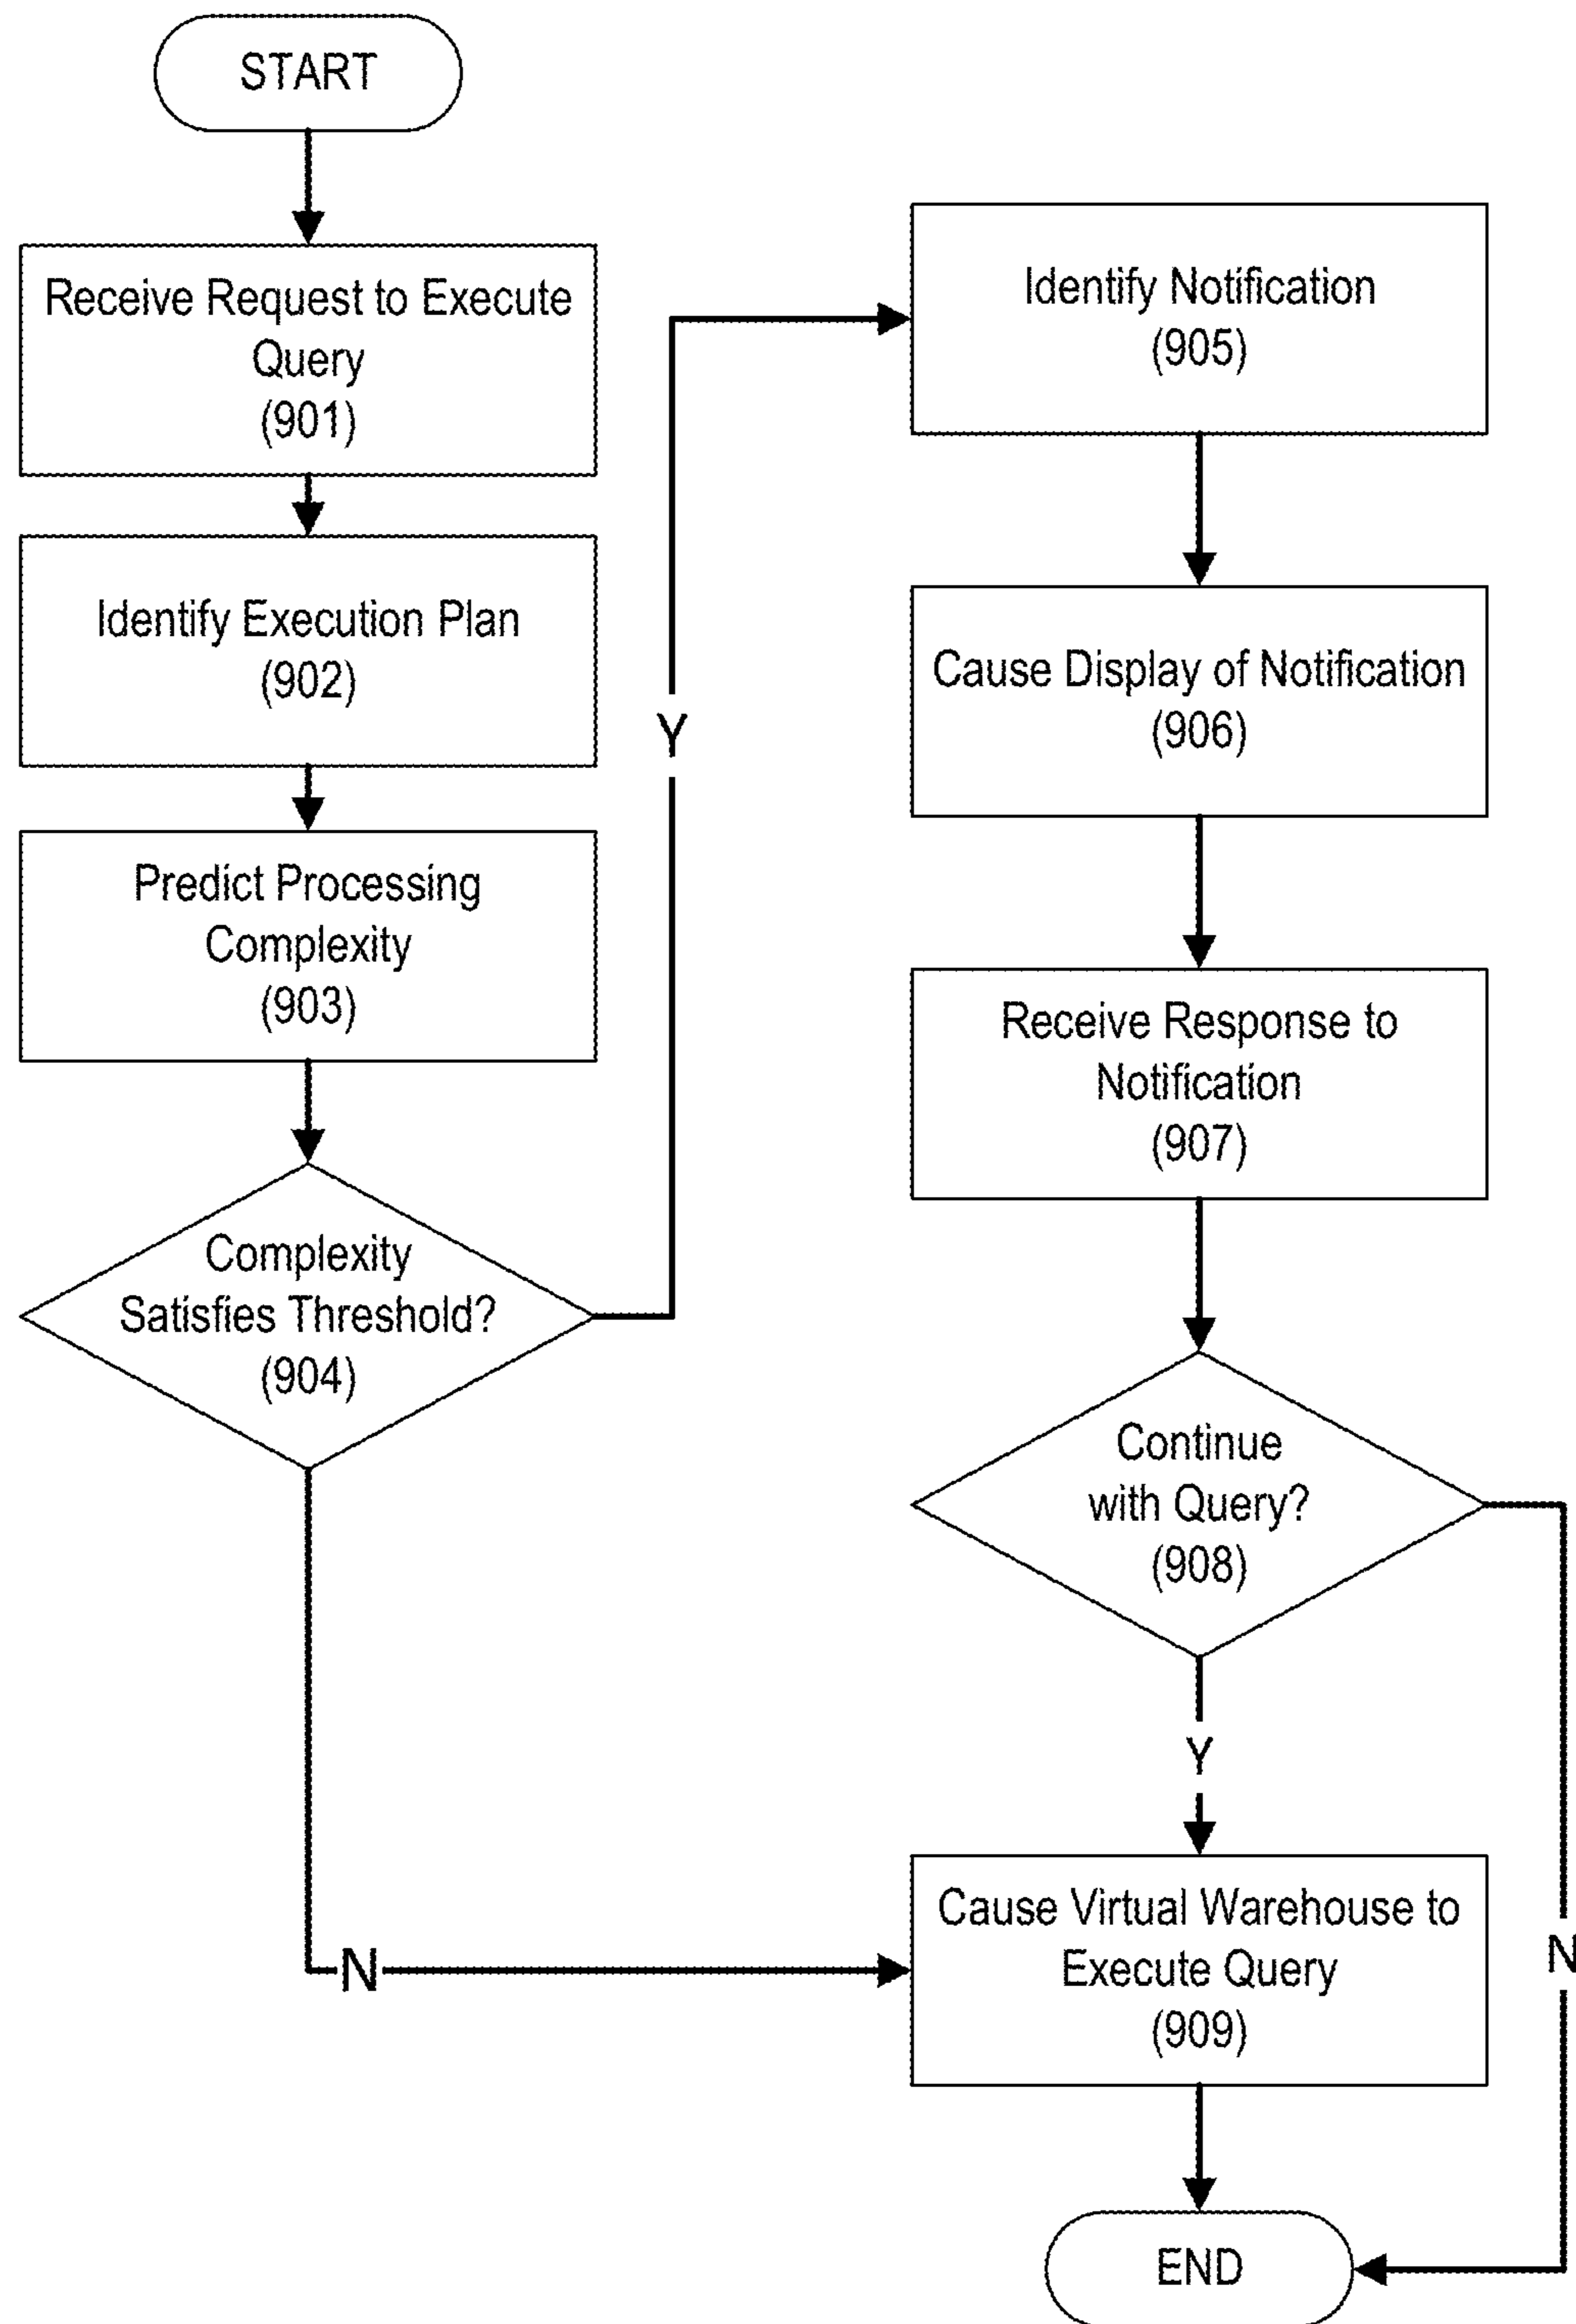 START
Receive Request to Execute
Query
(901)
Identify Execution Plan
(902)
Predict Processing
Complexity
(903)
Complexity
Satisfies Threshold?
(904)
Y
N
Identify Notification
(905)
Cause Display of Notification
(906)
Receive Response to
Notification
(907)
Continue
with Query?
(908)
Y
N
Cause Virtual Warehouse to
Execute Query
(909)
END